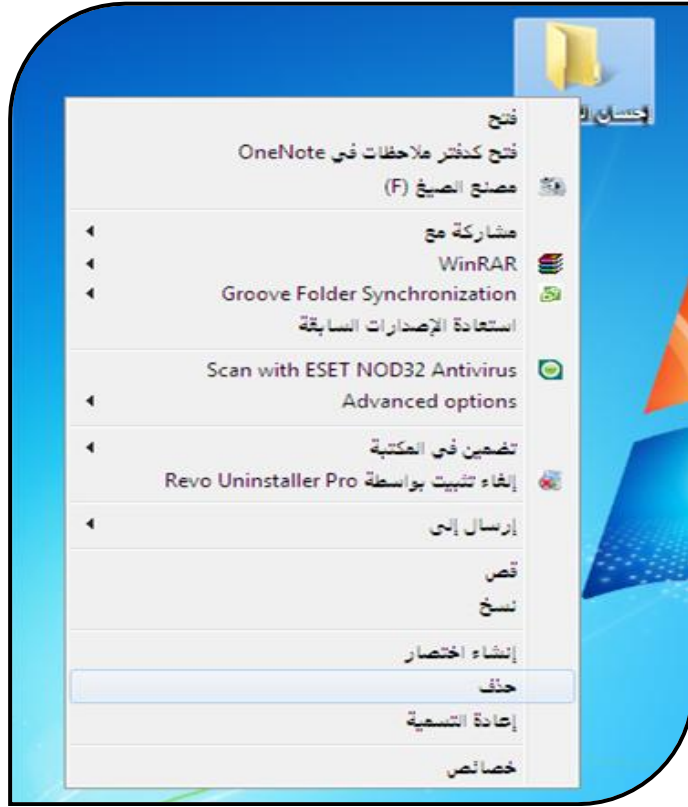 إحسان
فتح
فتح كدفتر ملاحظات في OneNote
مصنع الصيغ (F)
مشاركة مع
WinRAR
Groove Folder Synchronization
استعادة الإصدارات السابقة
Scan with ESET NOD32 Antivirus
Advanced options
تضمين في المكتبة
إلغاء تثبيت بواسطة Revo Uninstaller Pro
إرسال إلى
قص
نسخ
إنشاء اختصار
حذف
إعادة التسمية
خصائص